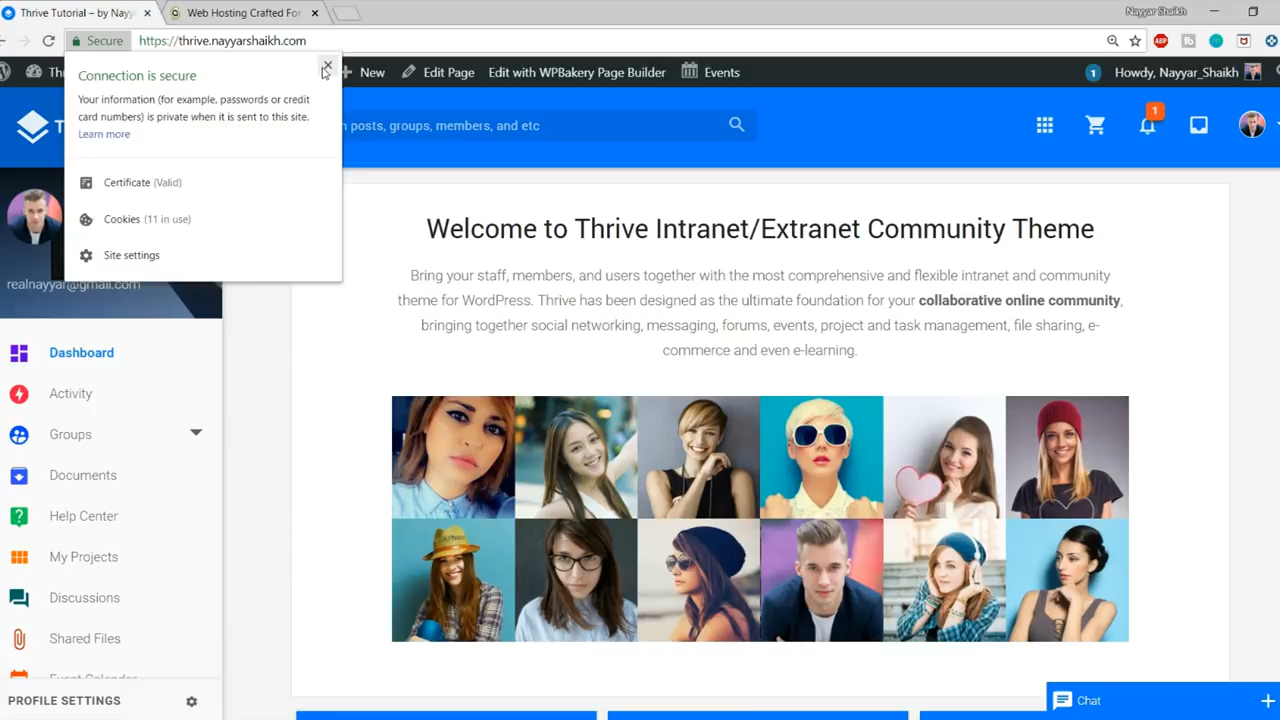 Thrive Tutorial – by Nayy
Web Hosting Crafted For
Nayyar Shaikh
Secure
https://thrive.nayyarshaikh.com
New
Edit Page
Edit with WPBakery Page Builder
Events
1
Howdy, Nayyar_Shaikh
Connection is secure
Your information (for example, passwords or credit
card numbers) is private when it is sent to this site.
Learn more
Certificate (Valid)
Cookies (11 in use)
Site settings
posts, groups, members, and etc
1
realnayyar@gmail.com
Dashboard
Activity
Groups
Documents
Help Center
My Projects
Discussions
Shared Files
Event Calendar
PROFILE SETTINGS
Welcome to Thrive Intranet/Extranet Community Theme
Bring your staff, members, and users together with the most comprehensive and flexible intranet and community
theme for WordPress. Thrive has been designed as the ultimate foundation for your collaborative online community,
bringing together social networking, messaging, forums, events, project and task management, file sharing, e-
commerce and even e-learning.
Chat